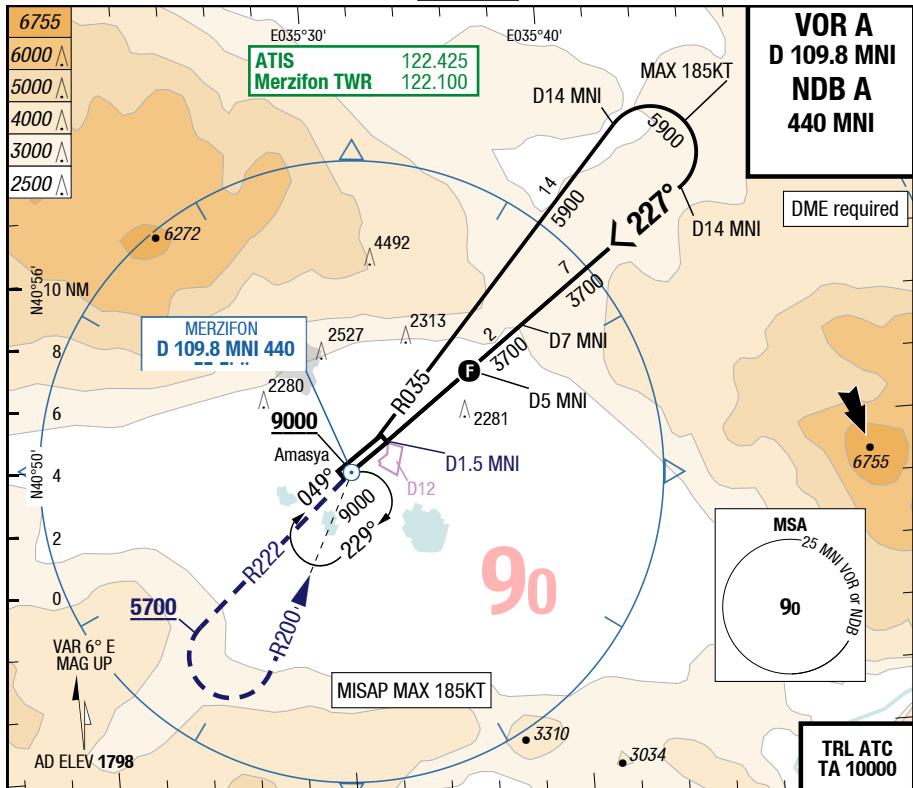 6755
6000
5000
4000
3000
2500
E035°30'
E035°40'
ATIS 122.425
Merzifon TWR 122.100
VOR A
D 109.8 MNI
NDB A
440 MNI
DME required
MAX 185KT
D14 MNI
5900
14
5900
227°
D14 MNI
7
3700
6272
4492
N40°56'
10 NM
2
3700
D7 MNI
MERZIFON
D 109.8 MNI 440
2527
2313
8
R035
F
D5 MNI
2280
2281
6
9000
Amasya
D1.5 MNI
6755
N40°50'
4
049°
D12
9000
229°
2
R222
90
MSA
25 MNI VOR or NDB
90
0
5700
R200
VAR 6° E
MAG UP
MISAP MAX 185KT
3310
3034
AD ELEV 1798
TRL ATC
TA 10000